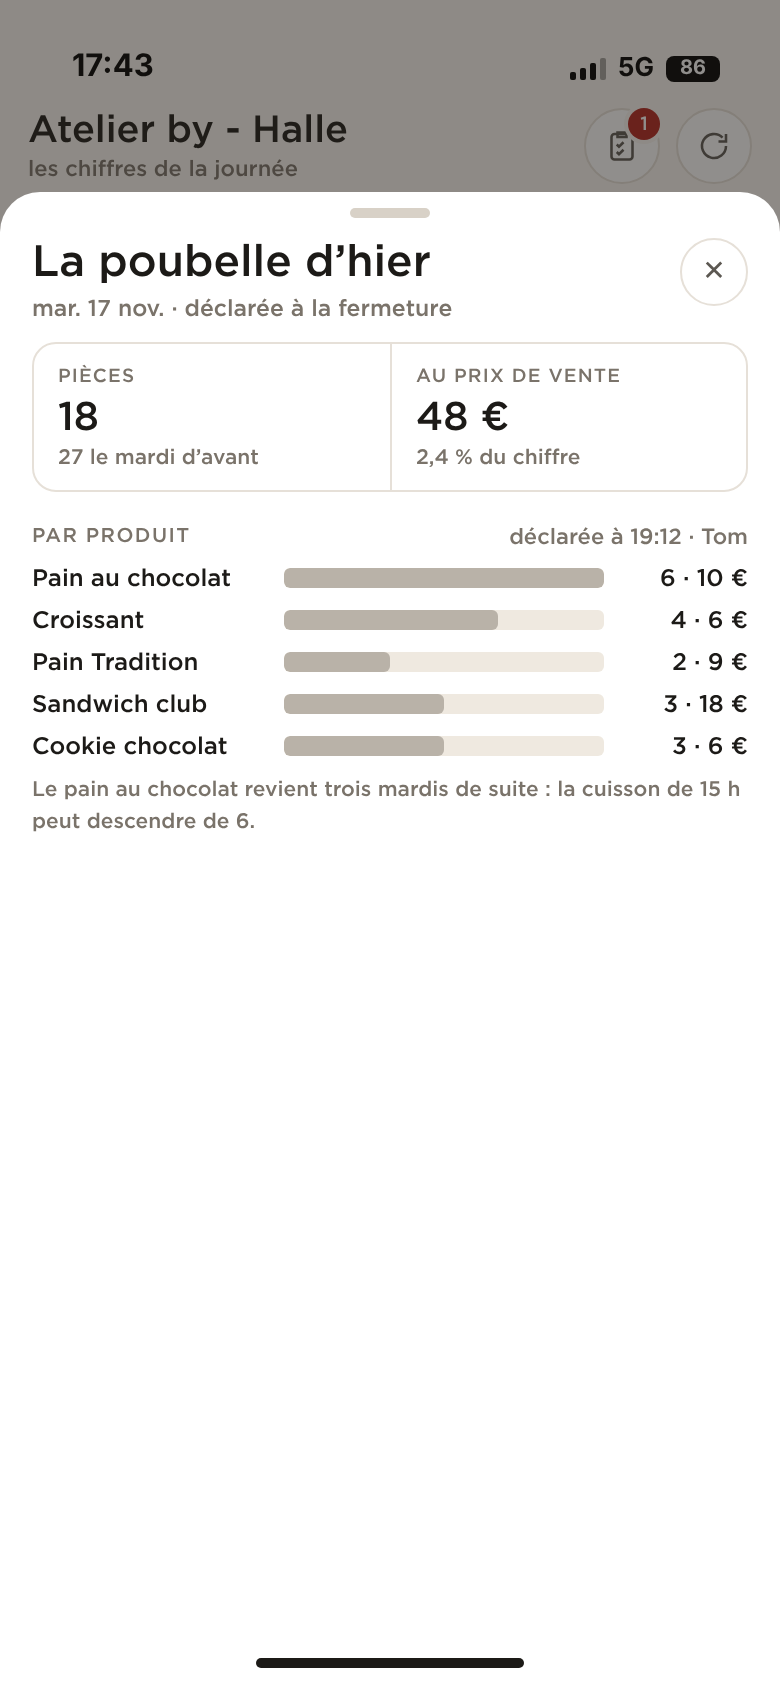 17:43
5G
86
Atelier by - Halle
1
les chiffres de la journée
La poubelle d’hier
mar. 17 nov. · déclarée à la fermeture
PIÈCES
18
27 le mardi d’avant
AU PRIX DE VENTE
48 €
2,4 % du chiffre
PAR PRODUIT
déclarée à 19:12 · Tom
Pain au chocolat 6 · 10 €
Croissant 4 · 6 €
Pain Tradition 2 · 9 €
Sandwich club 3 · 18 €
Cookie chocolat 3 · 6 €
Le pain au chocolat revient trois mardis de suite : la cuisson de 15 h
peut descendre de 6.